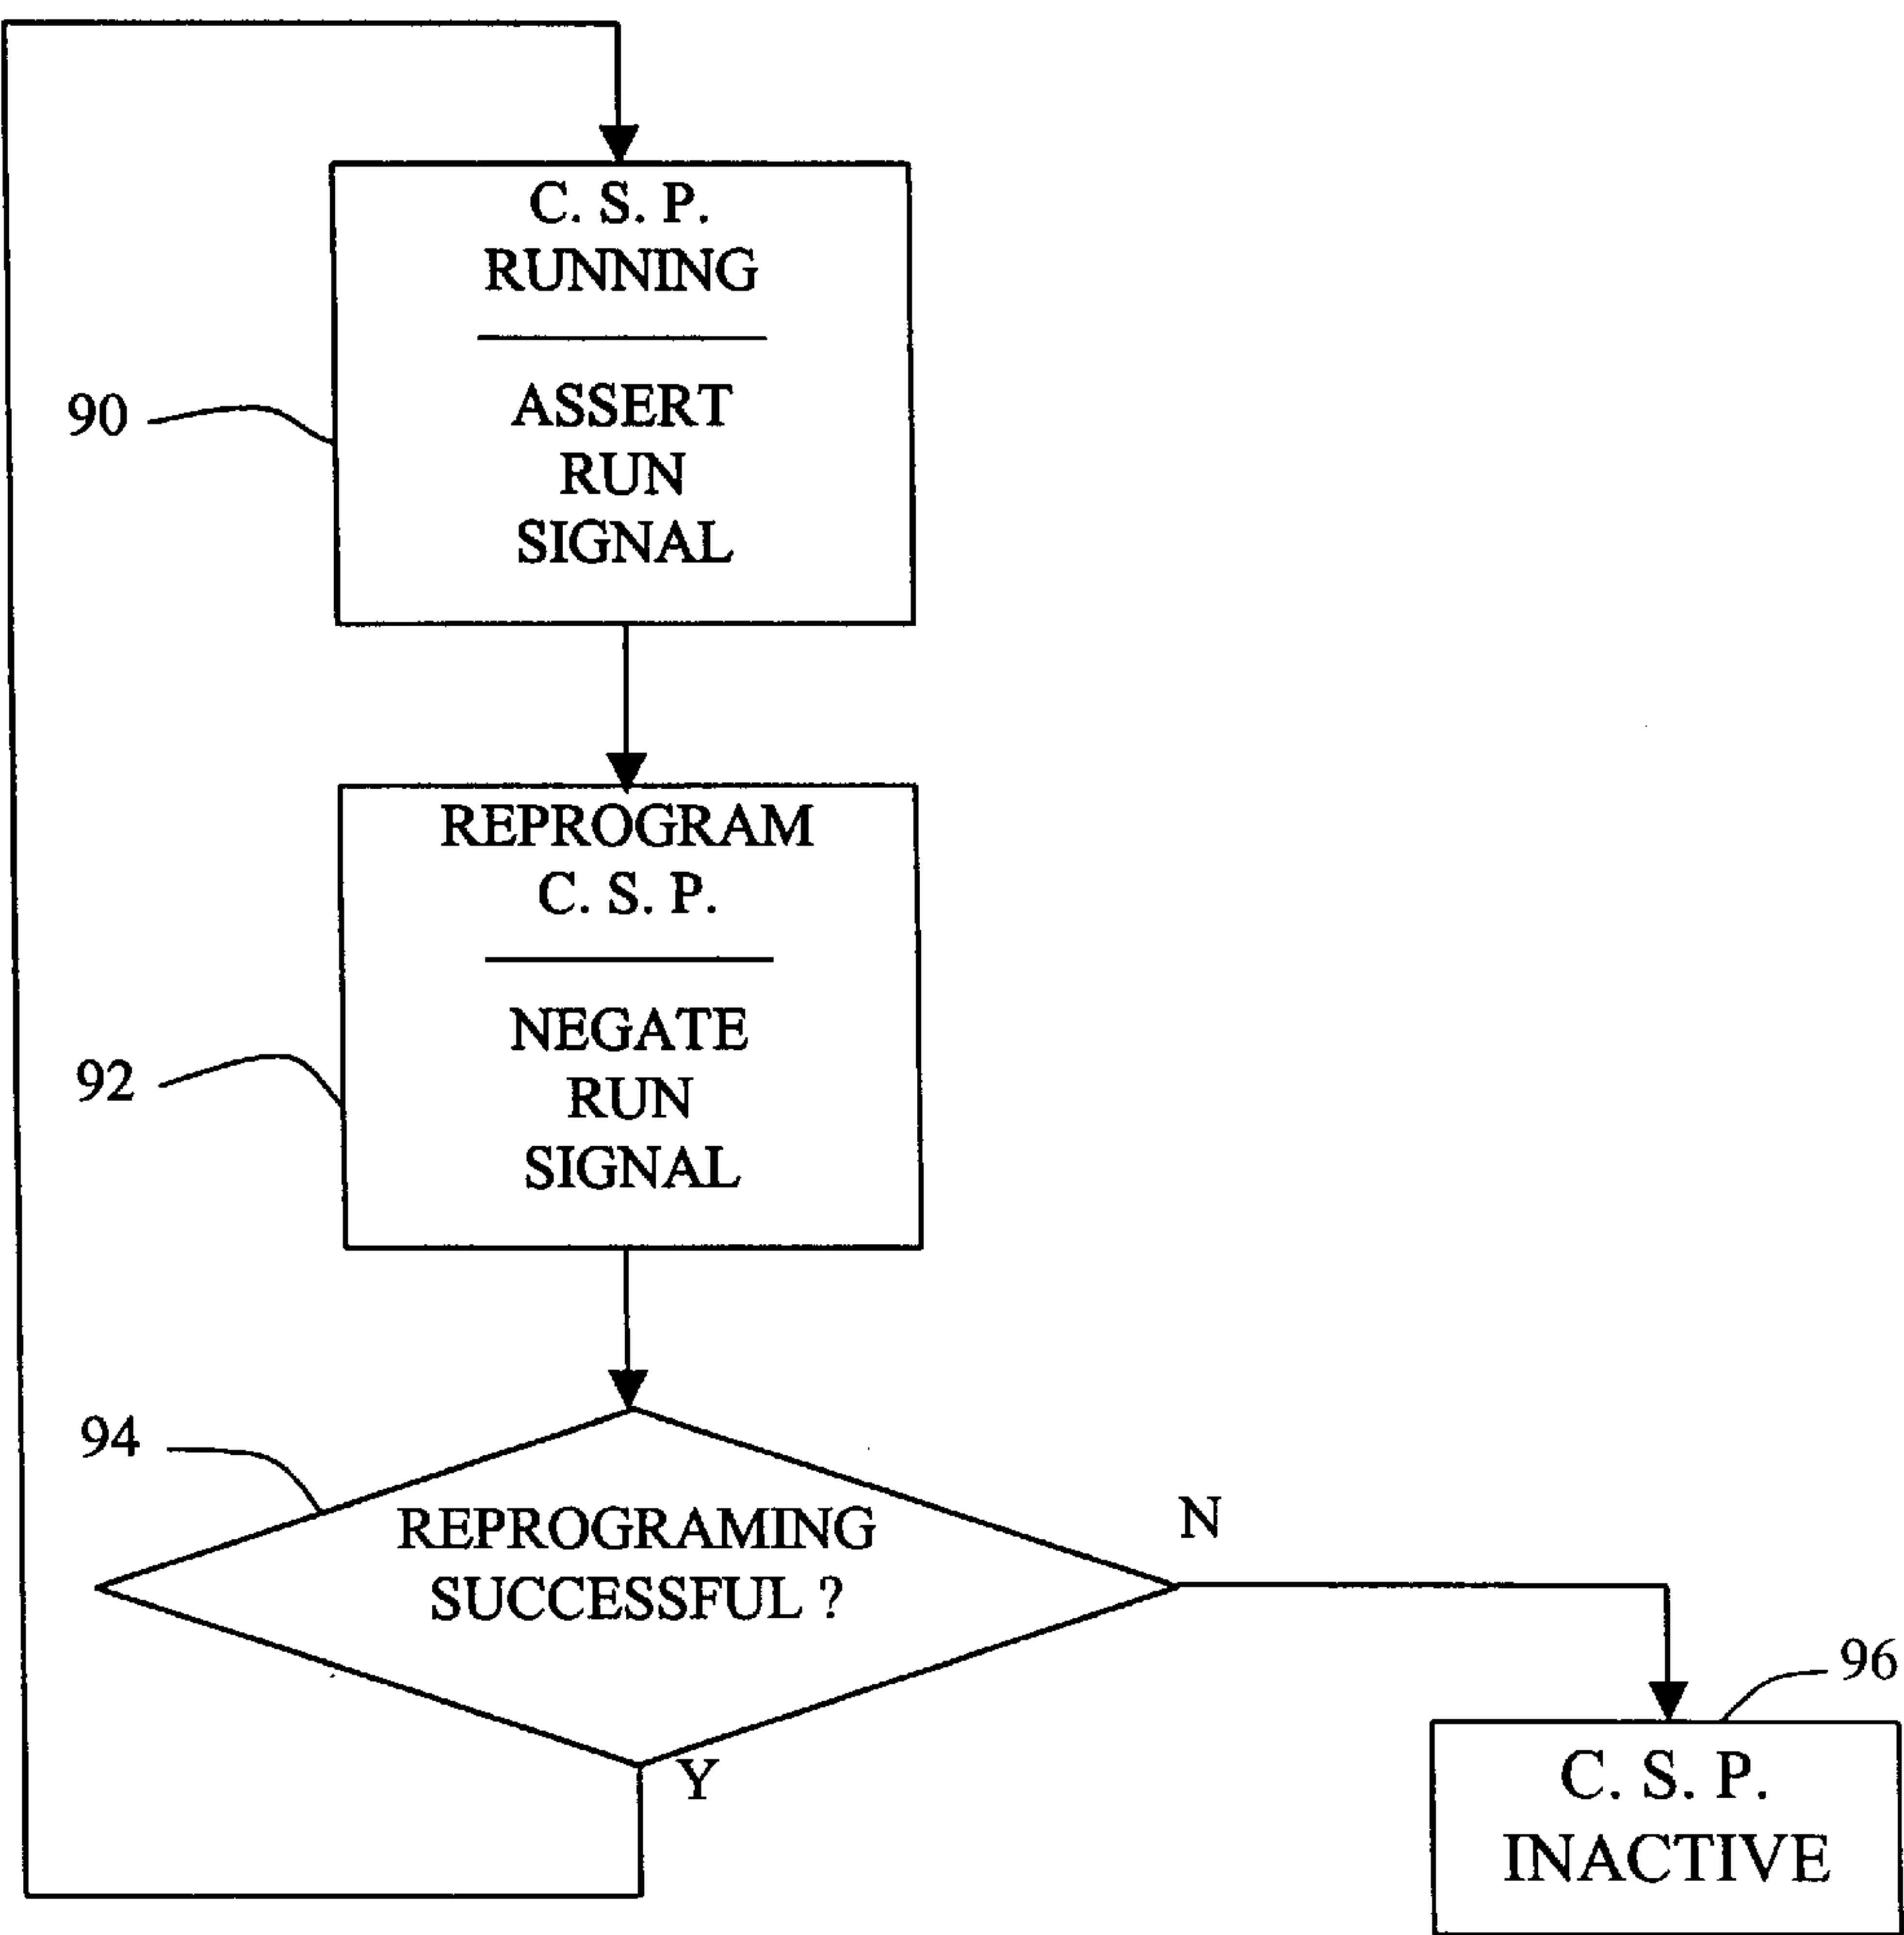 C. S. P.
RUNNING
90
ASSERT
RUN
SIGNAL
REPROGRAM
C. S. P.
92
NEGATE
RUN
SIGNAL
94
REPROGRAMING
SUCCESSFUL ?
N
Y
96
C. S. P.
INACTIVE